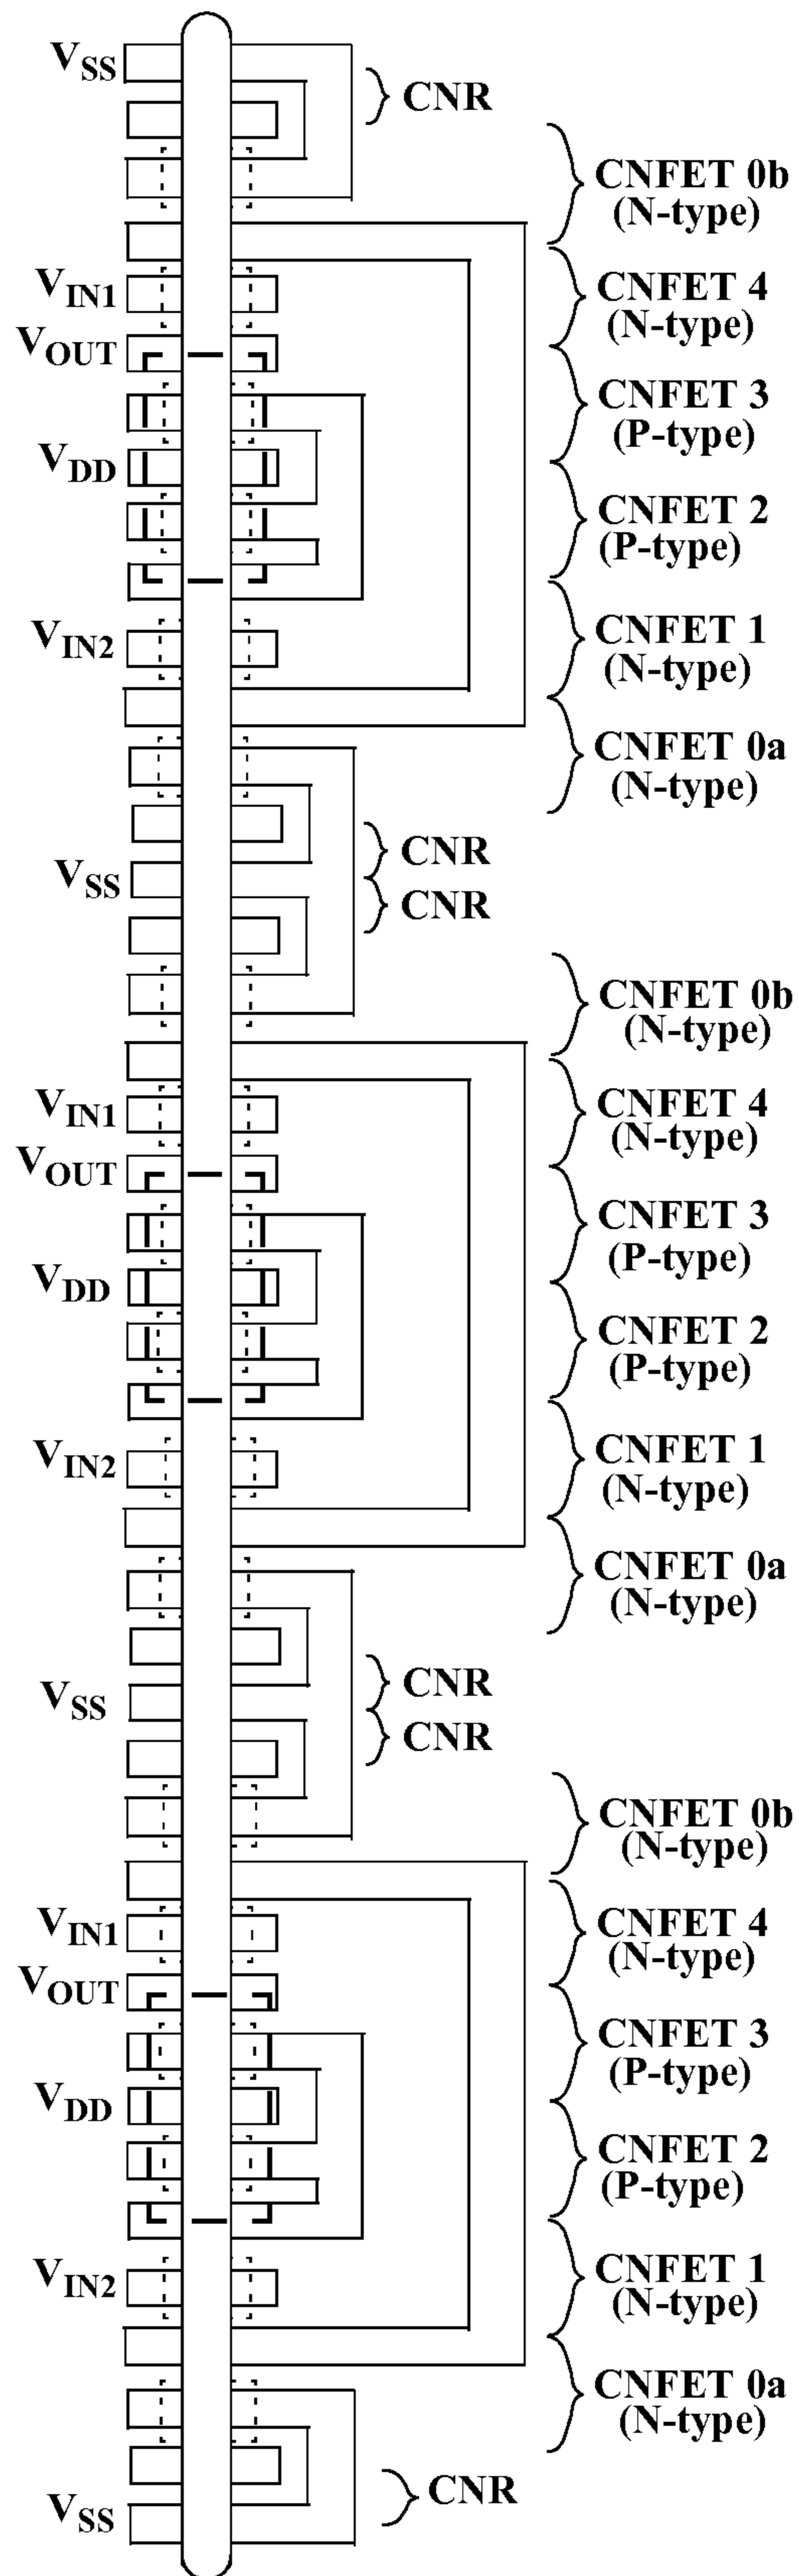 VSS
CNR
CNFET 0b
(N-type)
VIN1
CNFET 4
(N-type)
VOUT
CNFET 3
(P-type)
VDD
CNFET 2
(P-type)
VIN2
CNFET 1
(N-type)
CNFET 0a
(N-type)
CNR
VSS
CNR
CNFET 0b
(N-type)
VIN1
CNFET 4
(N-type)
VOUT
CNFET 3
(P-type)
VDD
CNFET 2
(P-type)
VIN2
CNFET 1
(N-type)
CNFET 0a
(N-type)
CNR
VSS
CNR
CNFET 0b
(N-type)
VIN1
CNFET 4
(N-type)
VOUT
CNFET 3
(P-type)
VDD
CNFET 2
(P-type)
VIN2
CNFET 1
(N-type)
CNFET 0a
(N-type)
CNR
VSS